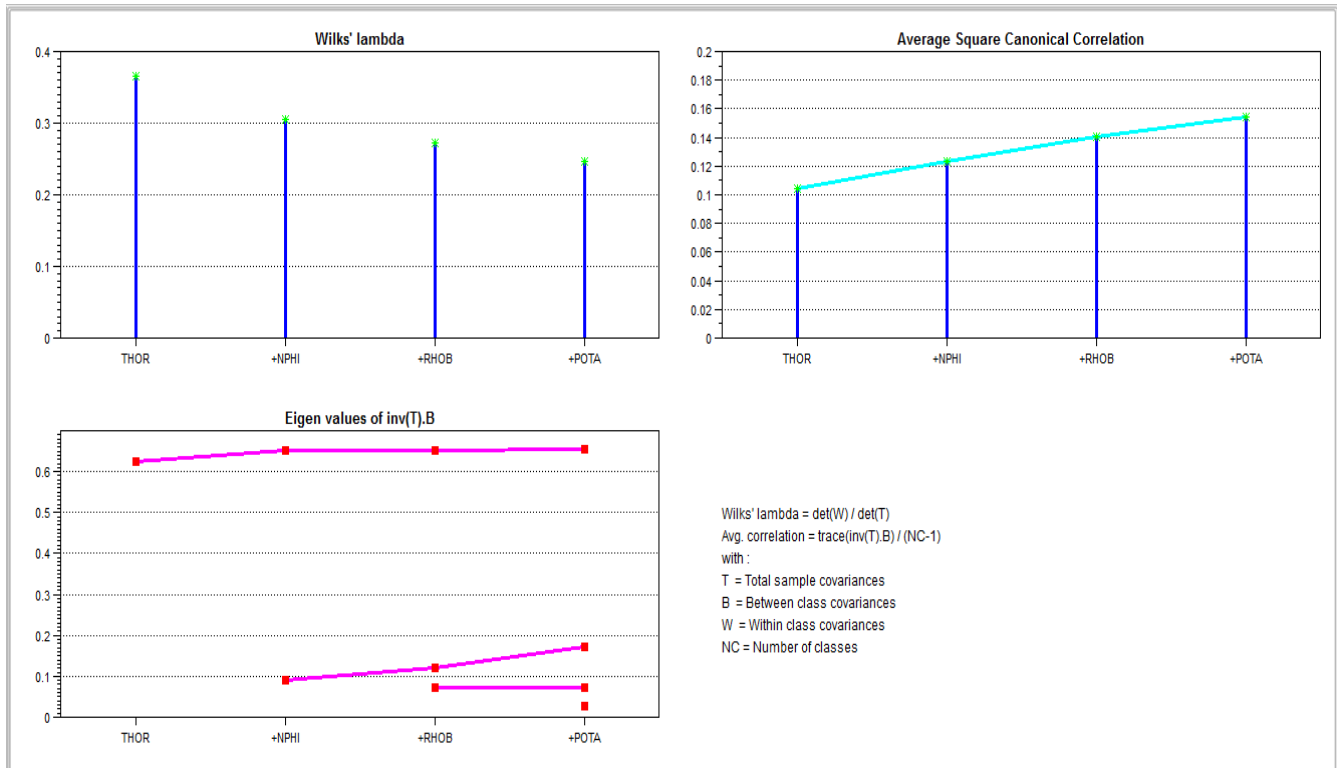 Wilks' lambda
0.4
0.3
0.2
0.1
0
THOR +NPHI +RHOB +POTA
Average Square Canonical Correlation
0.2
0.18
0.16
0.14
0.12
0.1
0.08
0.06
0.04
0.02
0
THOR +NPHI +RHOB +POTA
Eigen values of inv(T).B
0.6
0.5
0.4
0.3
0.2
0.1
0
THOR +NPHI +RHOB +POTA
Wilks' lambda = det(W) / det(T)
Avg. correlation = trace(inv(T).B) / (NC-1)
with :
T = Total sample covariances
B = Between class covariances
W = Within class covariances
NC = Number of classes